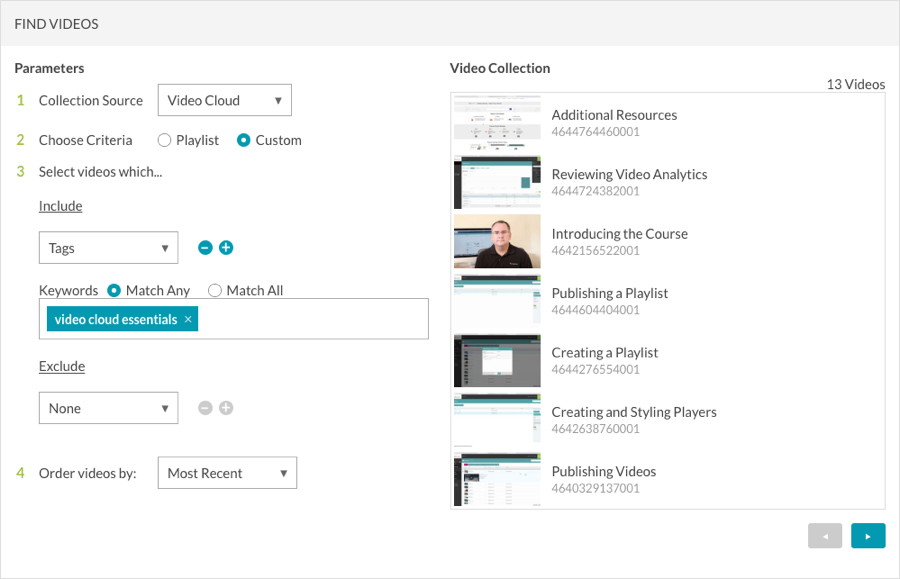 FIND VIDEOS
Parameters
1 Collection Source Video Cloud
2 Choose Criteria Playlist Custom
3 Select videos which...
Include
Tags
Keywords Match Any Match All
video cloud essentials ×
Exclude
None
4 Order videos by: Most Recent
Video Collection
13 Videos
Additional Resources
4644764460001
Reviewing Video Analytics
4644724382001
Introducing the Course
4642156522001
Publishing a Playlist
4644604404001
Creating a Playlist
4644276554001
Creating and Styling Players
4642638760001
Publishing Videos
4640329137001